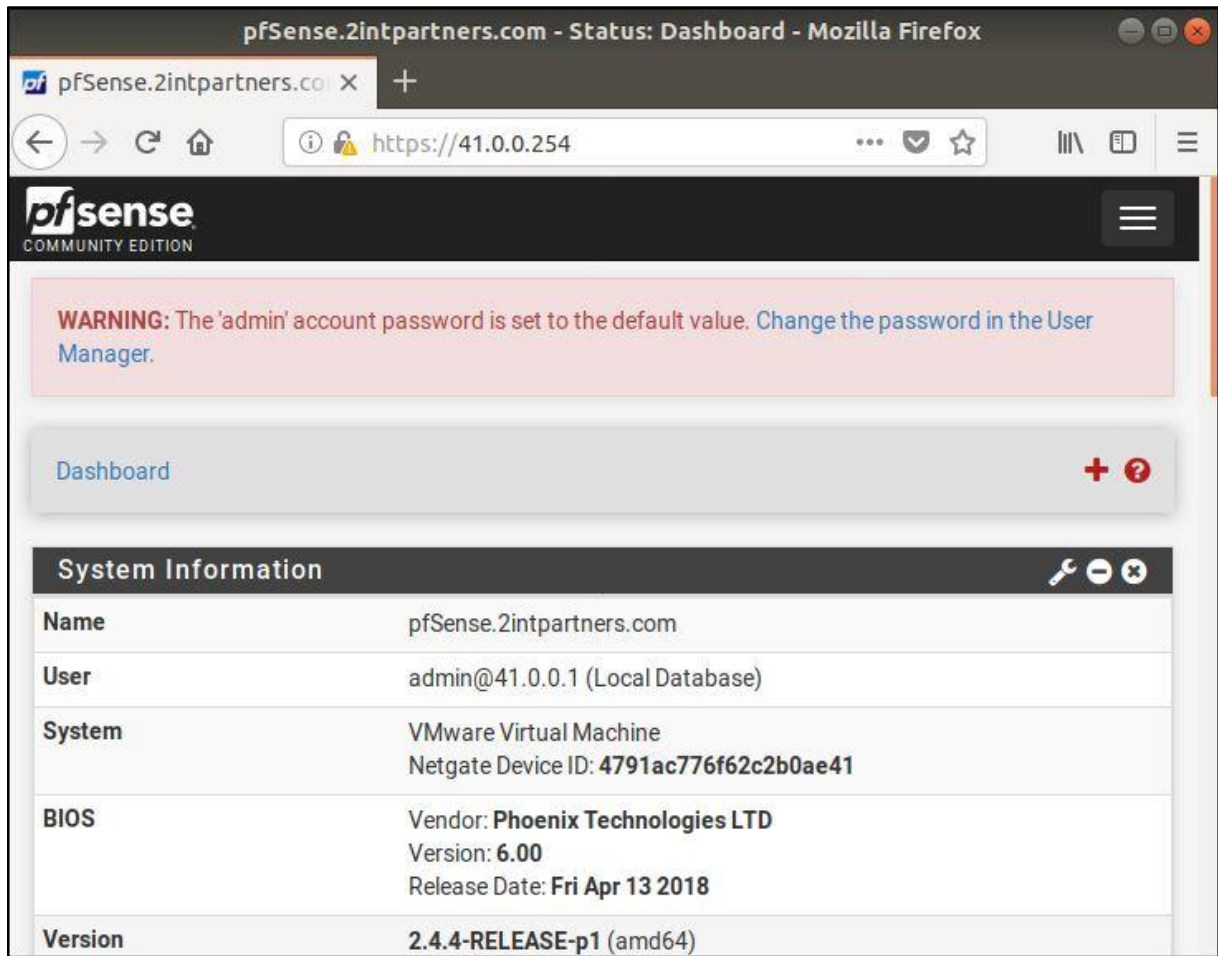 pfSense.2intpartners.com - Status: Dashboard - Mozilla Firefox
pfSense.2intpartners.co
https://41.0.0.254
pfsense
COMMUNITY EDITION
WARNING: The 'admin' account password is set to the default value. Change the password in the User
Manager.
Dashboard
System Information
Name pfSense.2intpartners.com
User admin@41.0.0.1 (Local Database)
System VMware Virtual Machine
Netgate Device ID: 4791ac776f62c2b0ae41
BIOS Vendor: Phoenix Technologies LTD
Version: 6.00
Release Date: Fri Apr 13 2018
Version 2.4.4-RELEASE-p1 (amd64)